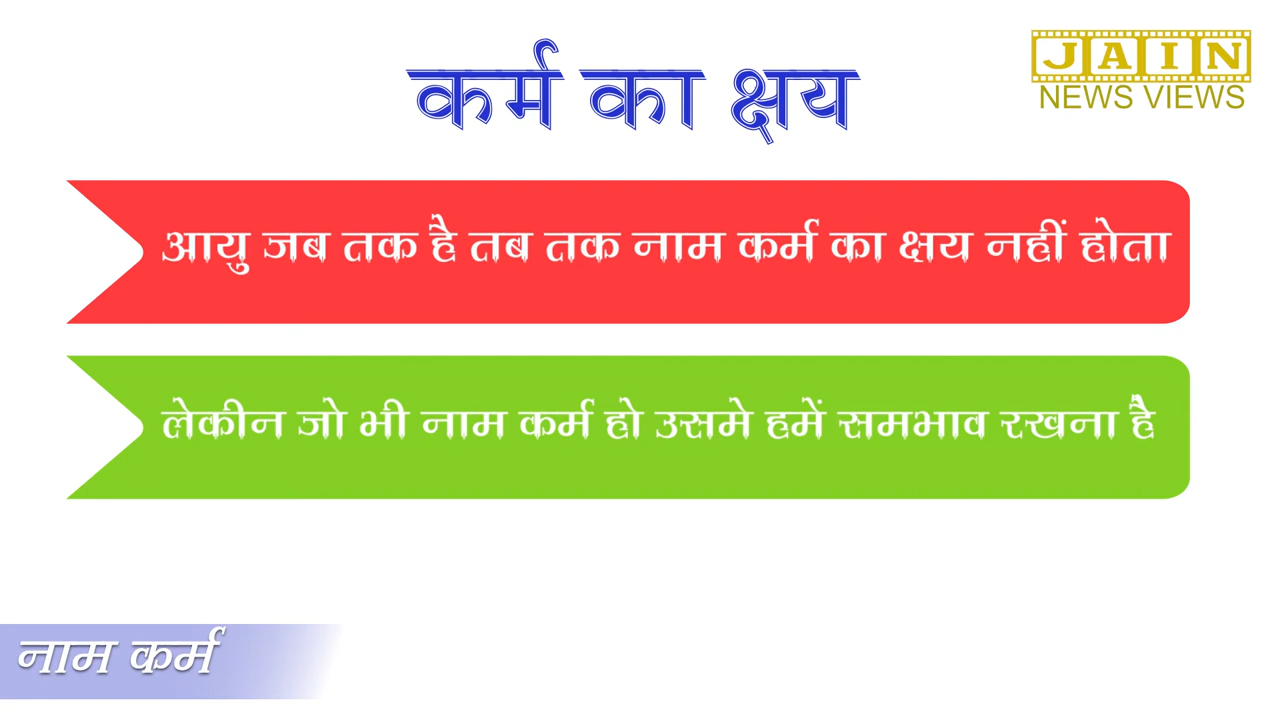 कर्म का क्षय
JAIN
NEWS VIEWS
आयु जब तक है तब तक नाम कर्म का क्षय नहीं होता
लेकीन जो भी नाम कर्म हो उसमे हमें समभाव रखना है
नाम कर्म